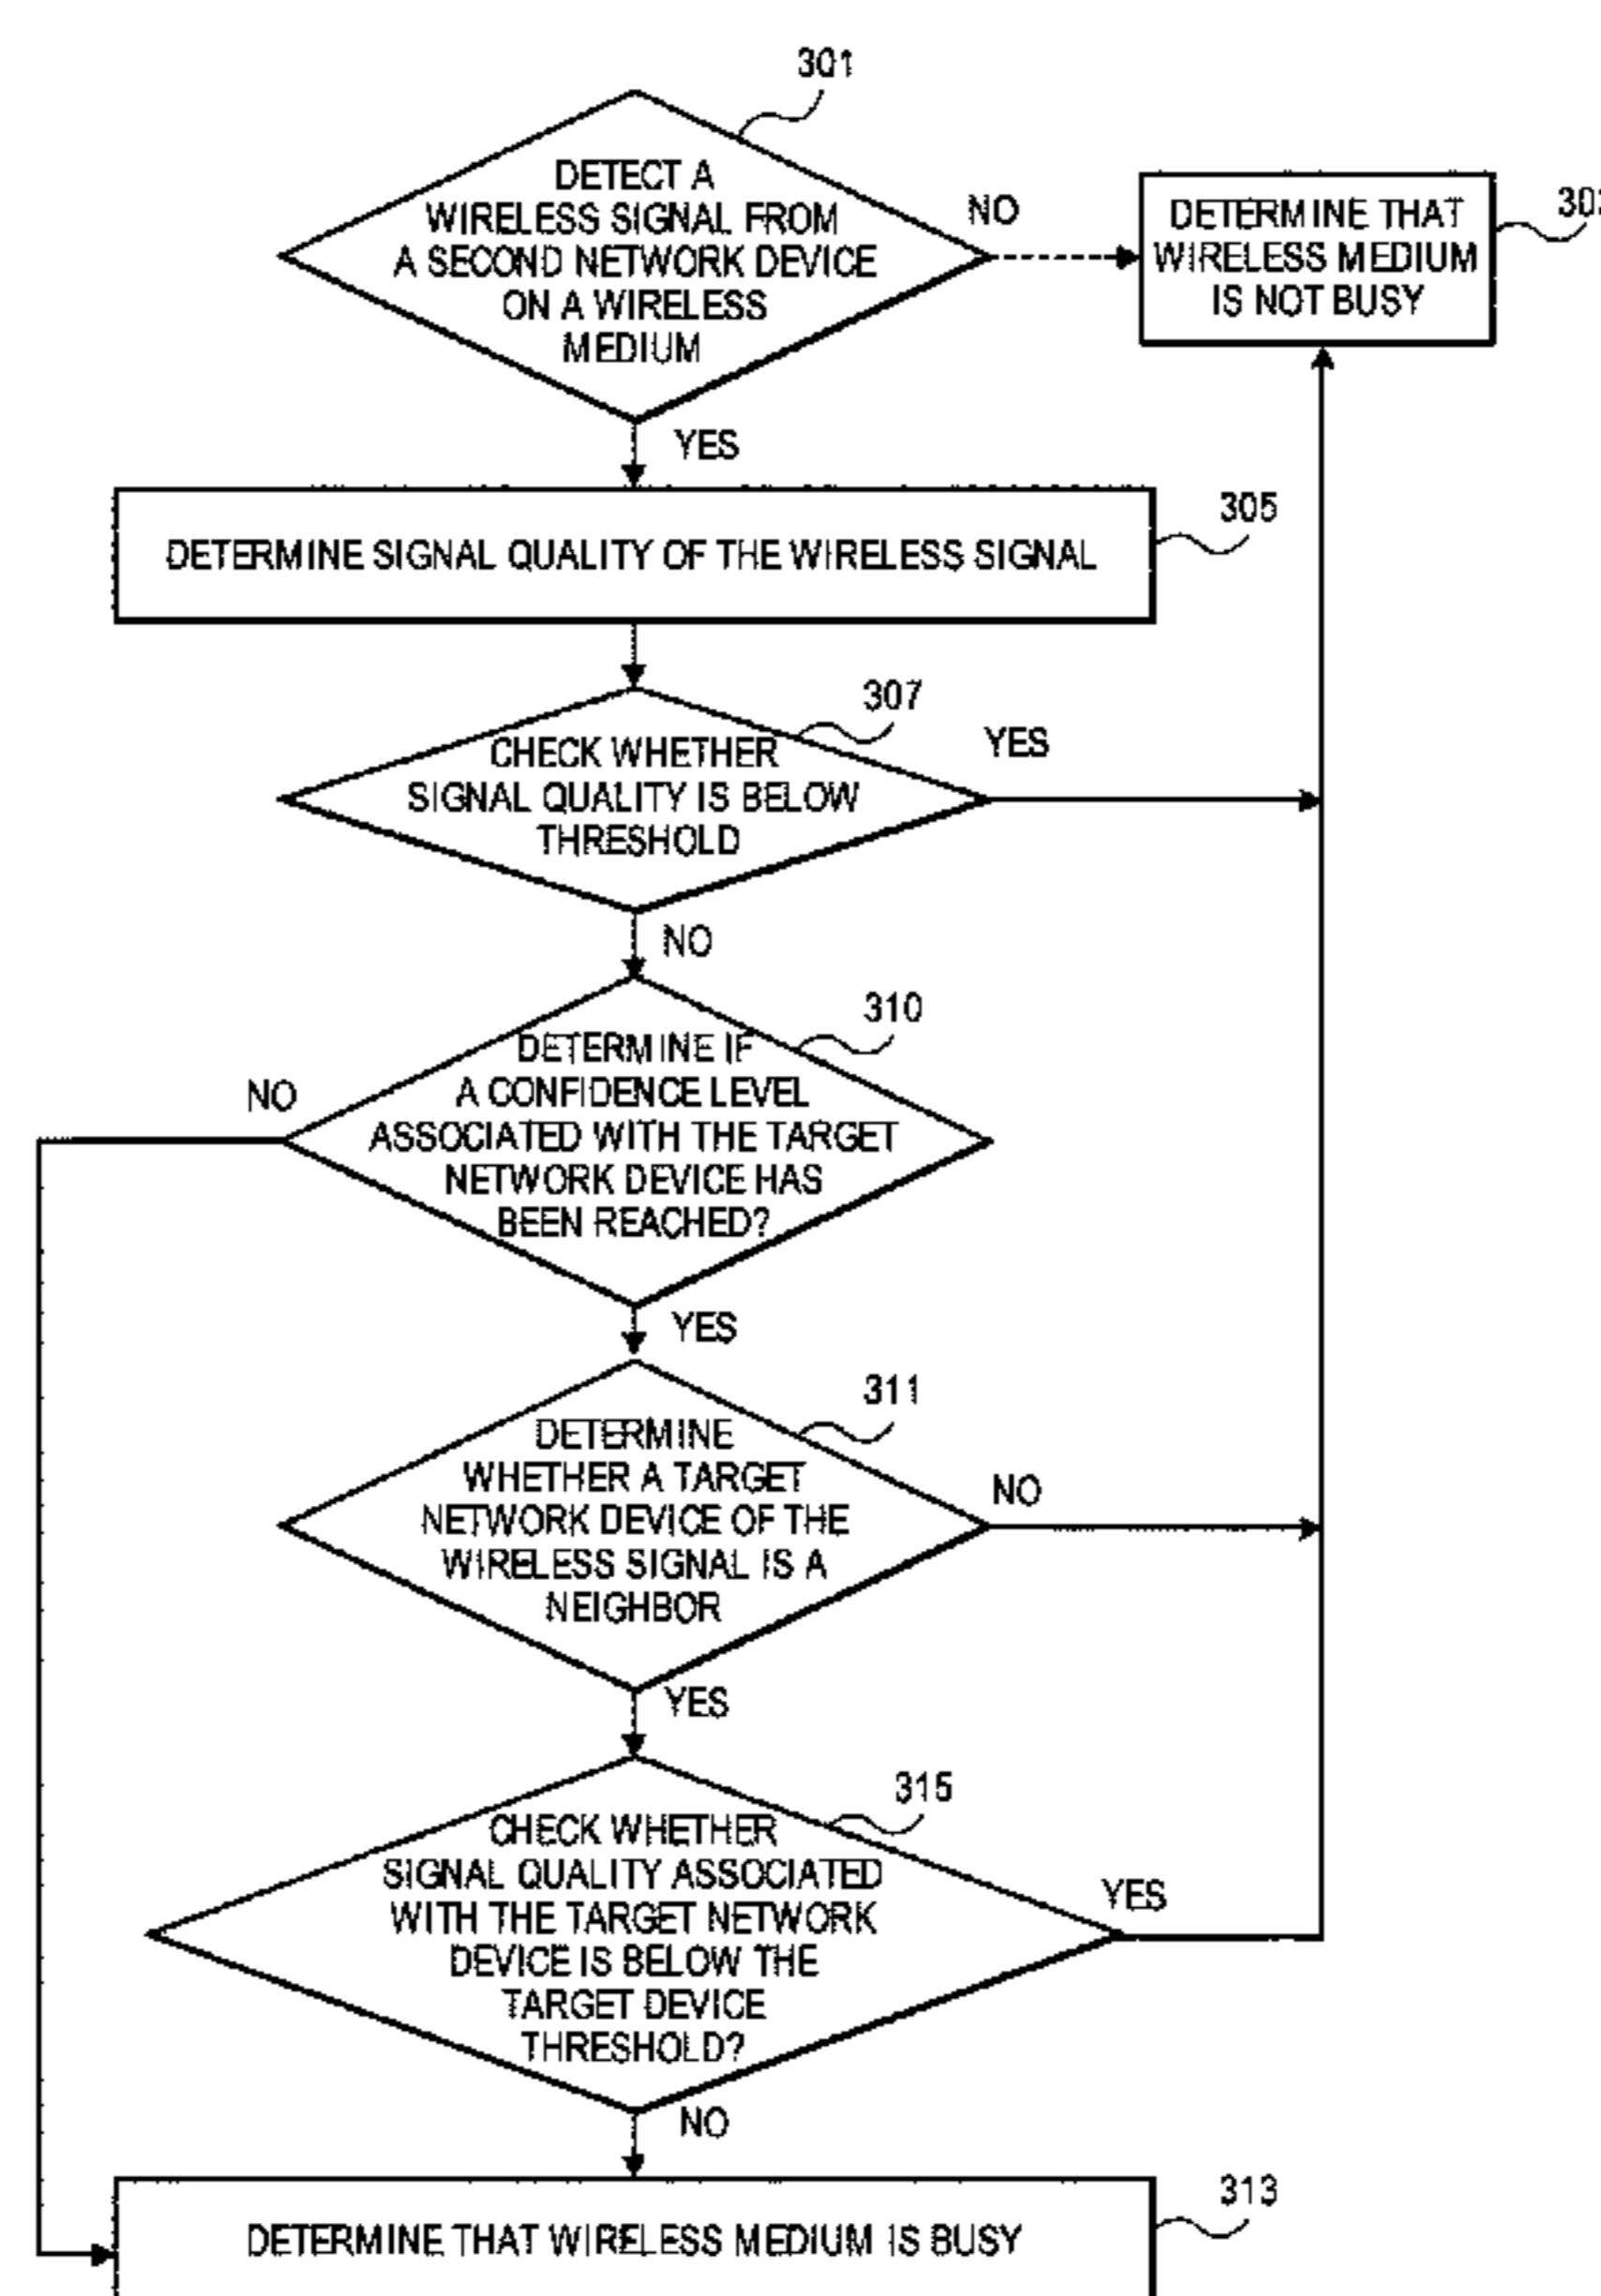 301
DETECT A
WIRELESS SIGNAL FROM
A SECOND NETWORK DEVICE
ON A WIRELESS
MEDIUM
NO
DETERMINE THAT
WIRELESS MEDIUM
IS NOT BUSY
YES
305
DETERMINE SIGNAL QUALITY OF THE WIRELESS SIGNAL
307
CHECK WHETHER
SIGNAL QUALITY IS BELOW
THRESHOLD
YES
NO
310
DETERMINE IF
A CONFIDENCE LEVEL
ASSOCIATED WITH THE TARGET
NETWORK DEVICE HAS
BEEN REACHED?
NO
YES
311
DETERMINE
WHETHER A TARGET
NETWORK DEVICE OF THE
WIRELESS SIGNAL IS A
NEIGHBOR
NO
YES
315
CHECK WHETHER
SIGNAL QUALITY ASSOCIATED
WITH THE TARGET NETWORK
DEVICE IS BELOW THE
TARGET DEVICE
THRESHOLD?
YES
NO
313
DETERMINE THAT WIRELESS MEDIUM IS BUSY